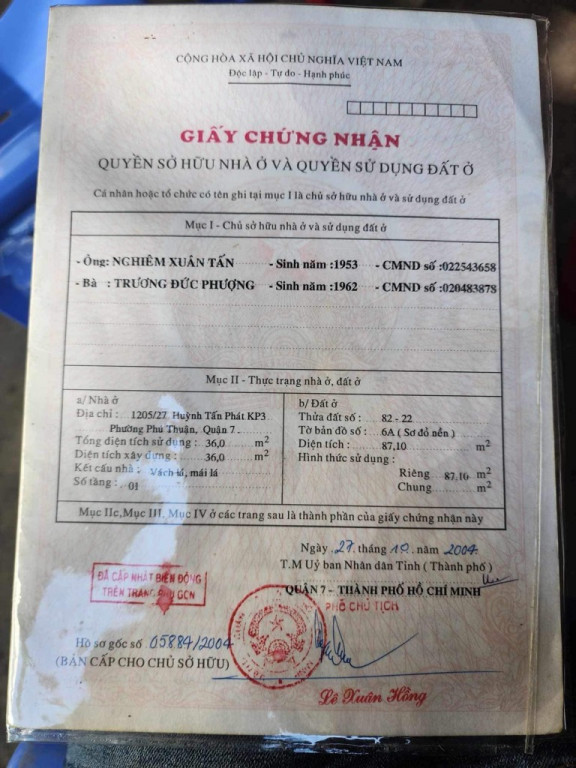 CỘNG HÒA XÃ HỘI CHỦ NGHĨA VIỆT NAM
Độc lập - Tự do - Hạnh phúc
GIẤY CHỨNG NHẬN
QUYỀN SỞ HỮU NHÀ Ở VÀ QUYỀN SỬ DỤNG ĐẤT Ở
Cá nhân hoặc tổ chức có tên ghi tại mục I là chủ sở hữu nhà ở và sử dụng đất ở
Mục I - Chủ sở hữu nhà ở và sử dụng đất ở
- Ông: NGHIÊM XUÂN TẤN - Sinh năm :1953 - CMND số :022543658
- Bà : TRƯƠNG ĐỨC PHƯỢNG - Sinh năm :1962 - CMND số :020483878
Mục II - Thực trạng nhà ở, đất ở
a/ Nhà ở
Địa chỉ : 1205/27 Huỳnh Tấn Phát KP3
Phường Phú Thuận, Quận 7
Tổng diện tích sử dụng : 36,0 m2
Diện tích xây dựng : 36,0 m2
Kết cấu nhà : Vách lá, mái lá
Số tầng : 01
b/ Đất ở
Thửa đất số : 82 - 22
Tờ bản đồ số : 6A ( Sơ đồ nền )
Diện tích : 87,10 m2
Hình thức sử dụng :
Riêng 87,10 m2
Chung m2
Mục IIc, Mục III, Mục IV ở các trang sau là thành phần của giấy chứng nhận này
Ngày 27 tháng 10 năm 2004
T.M Uỷ ban Nhân dân Tỉnh ( Thành phố )
QUẬN 7 - THÀNH PHỐ HỒ CHÍ MINH
PHÓ CHỦ TỊCH
ĐÃ CẬP NHẬT BIẾN ĐỘNG
TRÊN TRANG GCN
Hồ sơ gốc số 05884/2004
(BẢN CẤP CHO CHỦ SỞ HỮU)
Lê Xuân Hồng